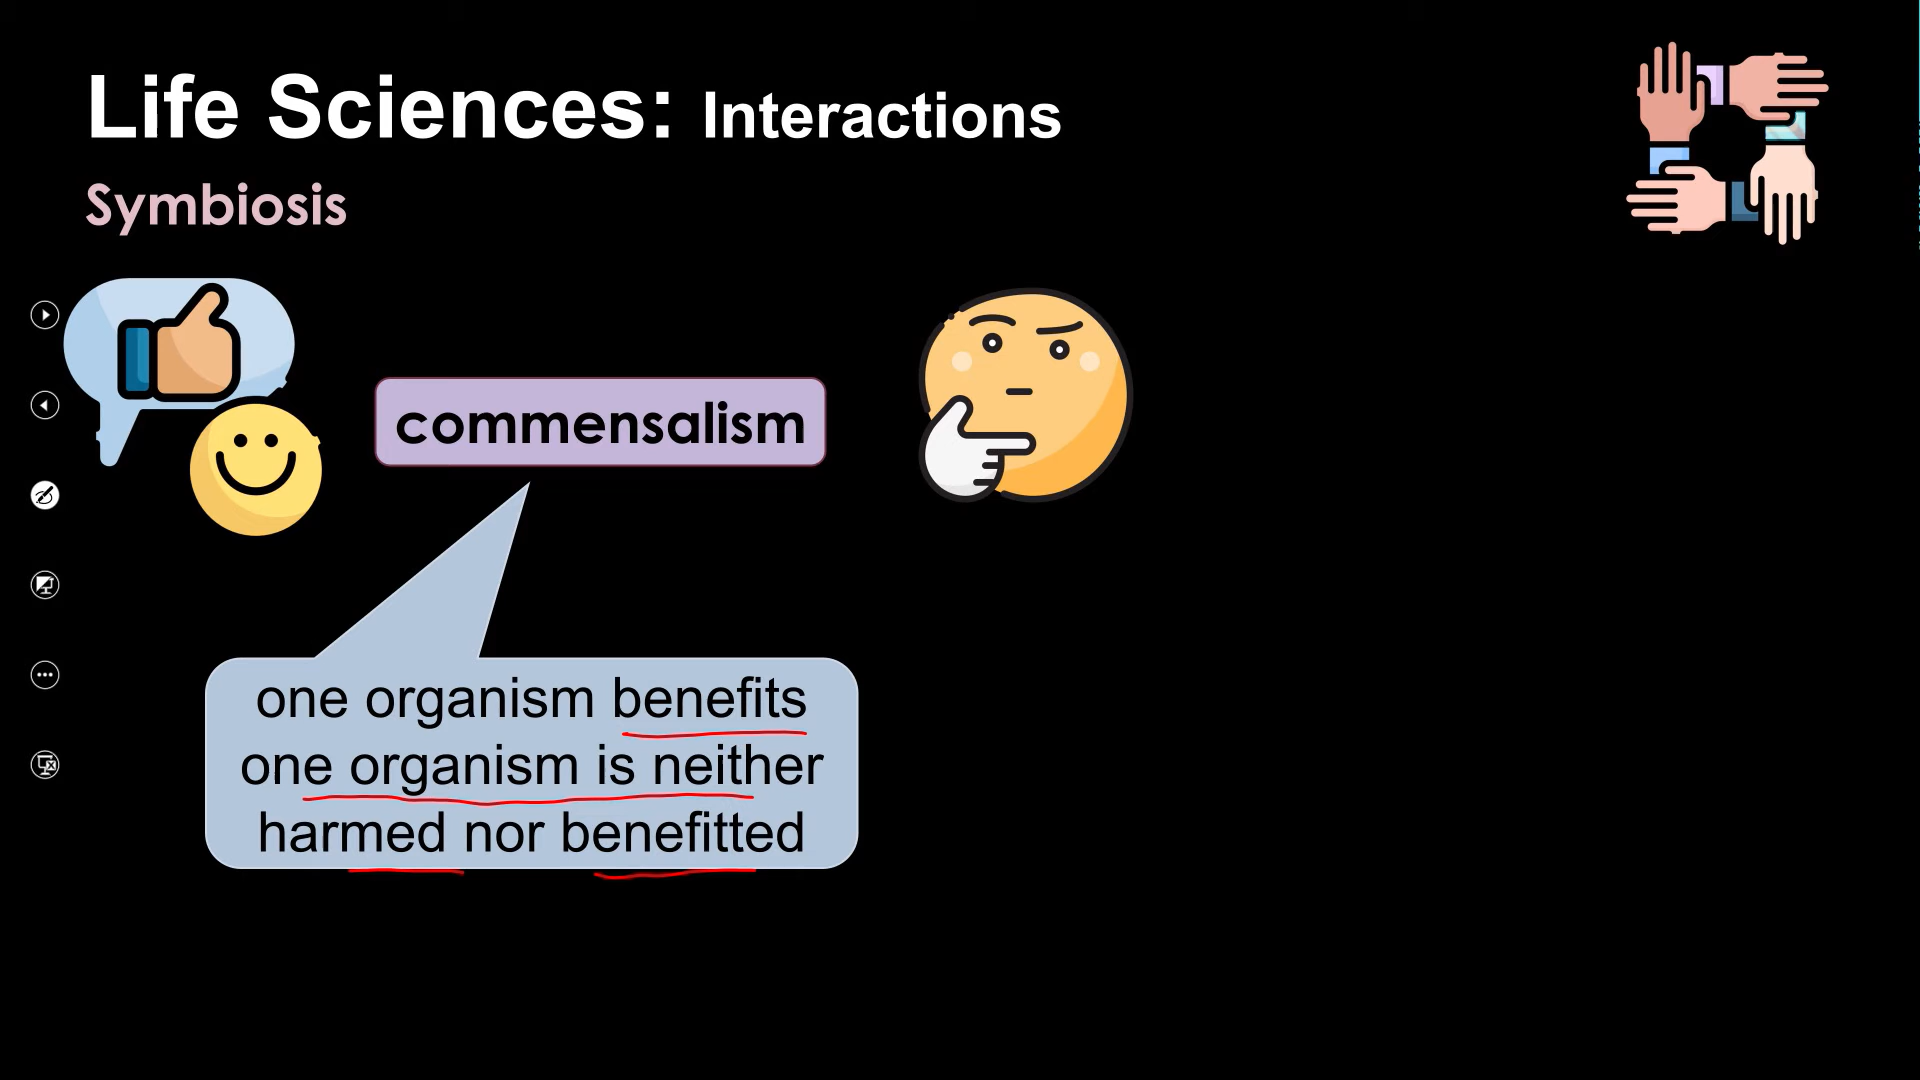 Life Sciences: Interactions
Symbiosis
commensalism
one organism benefits
one organism is neither
harmed nor benefitted